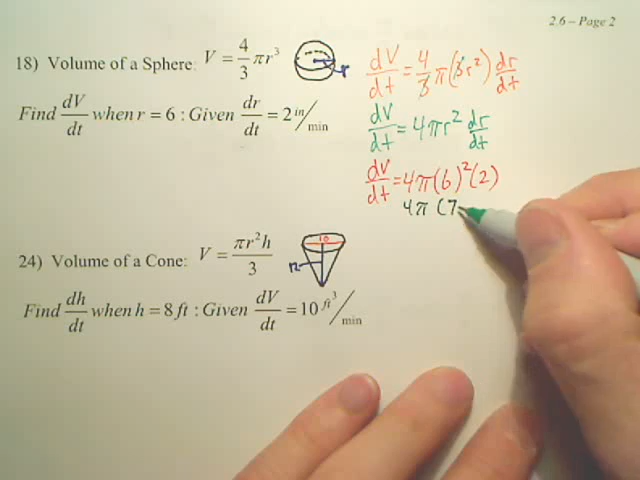 2.6 – Page 2
18) Volume of a Sphere: V = 4/3 πr³
r
dV/dt = 4/3 π(3r²) dr/dt
Find dV/dt when r = 6 : Given dr/dt = 2 in/min
dV/dt = 4πr² dr/dt
dV/dt = 4π(6)²(2)
4π (7
24) Volume of a Cone: V = πr²h/3
10
12
Find dh/dt when h = 8 ft : Given dV/dt = 10 ft³/min